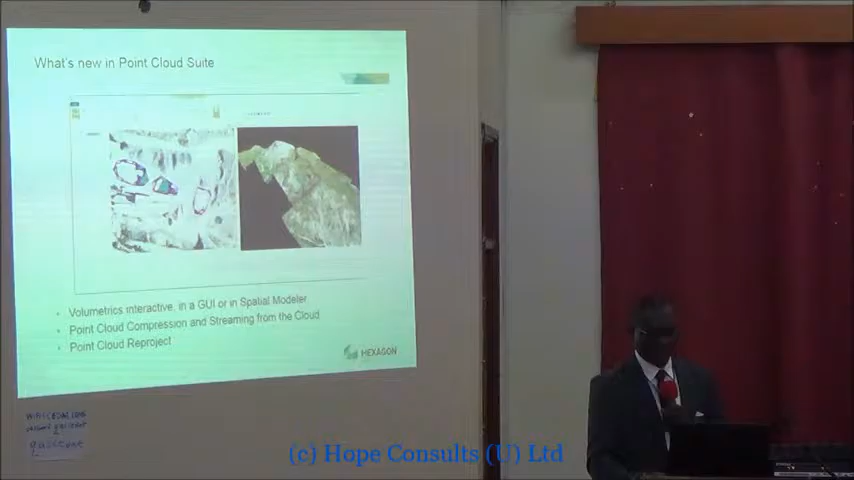 What's new in Point Cloud Suite
Volumetrics interactive, in a GUI or in Spatial Modeler
Point Cloud Compression and Streaming from the Cloud
Point Cloud Reproject
HEXAGON
(c) Hope Consults (U) Ltd